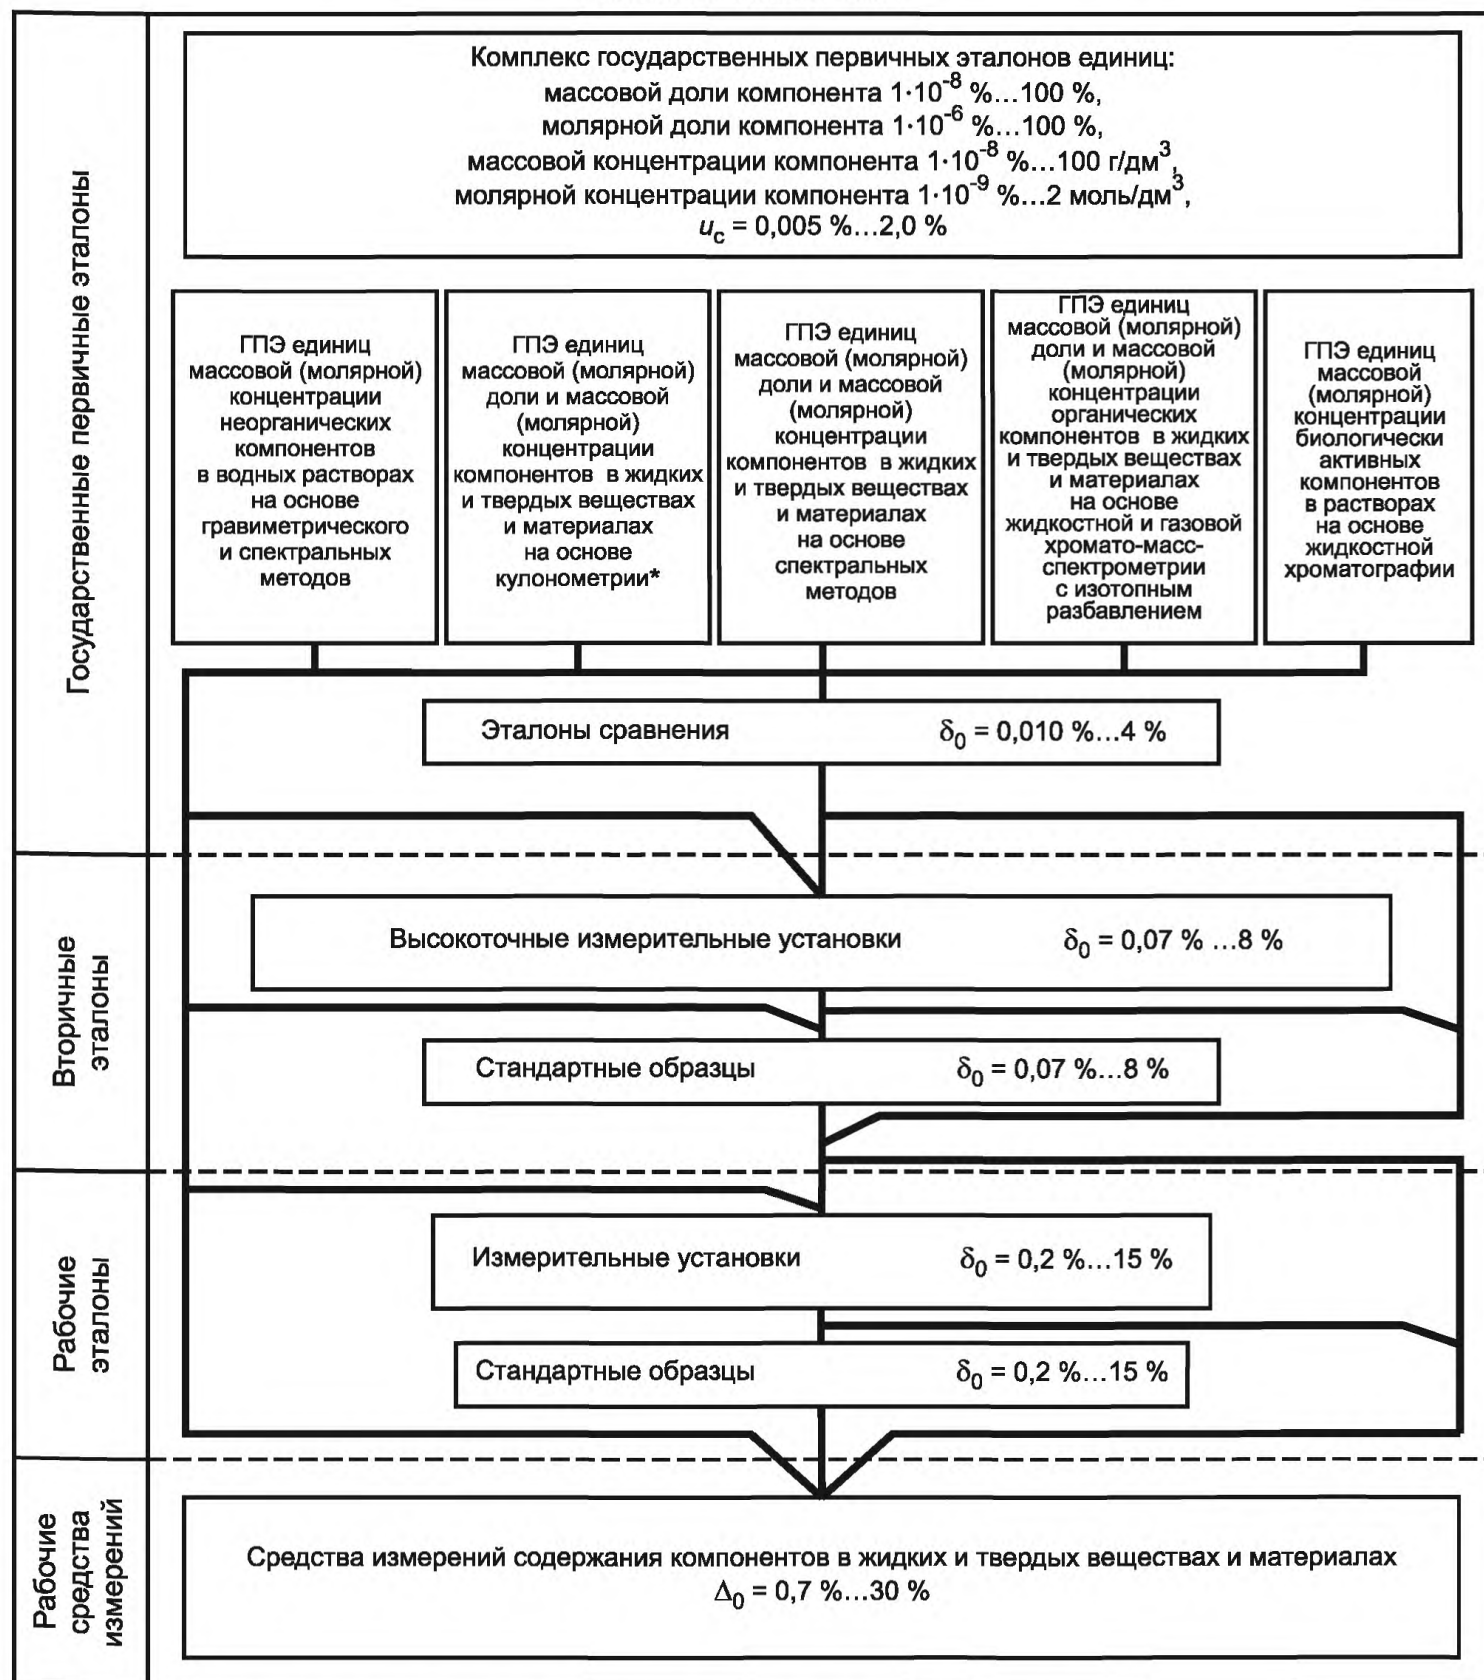 Государственные первичные эталоны
Комплекс государственных первичных эталонов единиц:
массовой доли компонента 1·10⁻⁸ %...100 %,
молярной доли компонента 1·10⁻⁶ %...100 %,
массовой концентрации компонента 1·10⁻⁸ %...100 г/дм³,
молярной концентрации компонента 1·10⁻⁹ %...2 моль/дм³,
u_c = 0,005 %...2,0 %
ГПЭ единиц
массовой (молярной)
концентрации
неорганических
компонентов
в водных растворах
на основе
гравиметрического
и спектральных
методов
ГПЭ единиц
массовой (молярной)
доли и массовой
(молярной)
концентрации
компонентов в жидких
и твердых веществах
и материалах
на основе
кулонометрии*
ГПЭ единиц
массовой (молярной)
доли и массовой
(молярной)
концентрации
компонентов в жидких
и твердых веществах
и материалах
на основе
спектральных
методов
ГПЭ единиц
массовой (молярной)
доли и массовой
(молярной)
концентрации
органических
компонентов в жидких
и твердых веществах
и материалах
на основе
жидкостной и газовой
хромато-масс-
спектрометрии
с изотопным
разбавлением
ГПЭ единиц
массовой
(молярной)
концентрации
биологически
активных
компонентов
в растворах
на основе
жидкостной
хроматографии
Эталоны сравнения δ₀ = 0,010 %...4 %
Вторичные
эталоны
Высокоточные измерительные установки δ₀ = 0,07 % ...8 %
Стандартные образцы δ₀ = 0,07 %...8 %
Рабочие
эталоны
Измерительные установки δ₀ = 0,2 %...15 %
Стандартные образцы δ₀ = 0,2 %...15 %
Рабочие
средства
измерений
Средства измерений содержания компонентов в жидких и твердых веществах и материалах
Δ₀ = 0,7 %...30 %